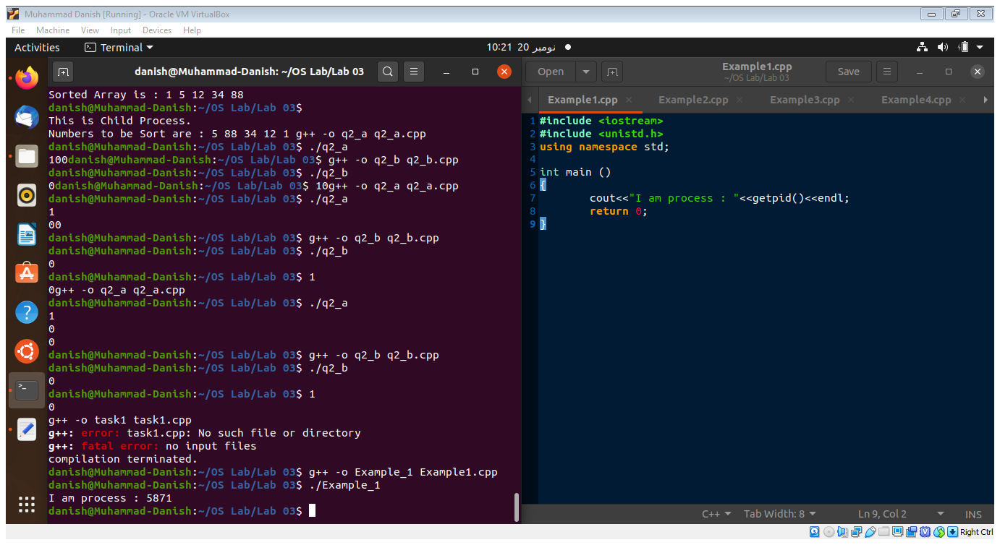 Muhammad Danish [Running] - Oracle VM VirtualBox
File Machine View Input Devices Help
Activities Terminal 10:21 20 نومبر
danish@Muhammad-Danish: ~/OS Lab/Lab 03
Sorted Array is : 1 5 12 34 88
danish@Muhammad-Danish:~/OS Lab/Lab 03$
This is Child Process.
Numbers to be Sort are : 5 88 34 12 1 g++ -o q2_a q2_a.cpp
danish@Muhammad-Danish:~/OS Lab/Lab 03$ ./q2_a
100danish@Muhammad-Danish:~/OS Lab/Lab 03$ g++ -o q2_b q2_b.cpp
danish@Muhammad-Danish:~/OS Lab/Lab 03$ ./q2_b
0danish@Muhammad-Danish:~/OS Lab/Lab 03$ 10g++ -o q2_a q2_a.cpp
danish@Muhammad-Danish:~/OS Lab/Lab 03$ ./q2_a
1
00
danish@Muhammad-Danish:~/OS Lab/Lab 03$ g++ -o q2_b q2_b.cpp
danish@Muhammad-Danish:~/OS Lab/Lab 03$ ./q2_b
0
danish@Muhammad-Danish:~/OS Lab/Lab 03$ 1
0g++ -o q2_a q2_a.cpp
danish@Muhammad-Danish:~/OS Lab/Lab 03$ ./q2_a
1
0
0
danish@Muhammad-Danish:~/OS Lab/Lab 03$ g++ -o q2_b q2_b.cpp
danish@Muhammad-Danish:~/OS Lab/Lab 03$ ./q2_b
0
danish@Muhammad-Danish:~/OS Lab/Lab 03$ 1
0
g++ -o task1 task1.cpp
g++: error: task1.cpp: No such file or directory
g++: fatal error: no input files
compilation terminated.
danish@Muhammad-Danish:~/OS Lab/Lab 03$ g++ -o Example_1 Example1.cpp
danish@Muhammad-Danish:~/OS Lab/Lab 03$ ./Example_1
I am process : 5871
danish@Muhammad-Danish:~/OS Lab/Lab 03$
Open Example1.cpp Save
~/OS Lab/Lab 03
Example1.cpp Example2.cpp Example3.cpp Example4.cpp
1 #include <iostream>
2 #include <unistd.h>
3 using namespace std;
4
5 int main ()
6 {
7 cout<<"I am process : "<<getpid()<<endl;
8 return 0;
9 }
C++ Tab Width: 8 Ln 9, Col 2 INS
Right Ctrl